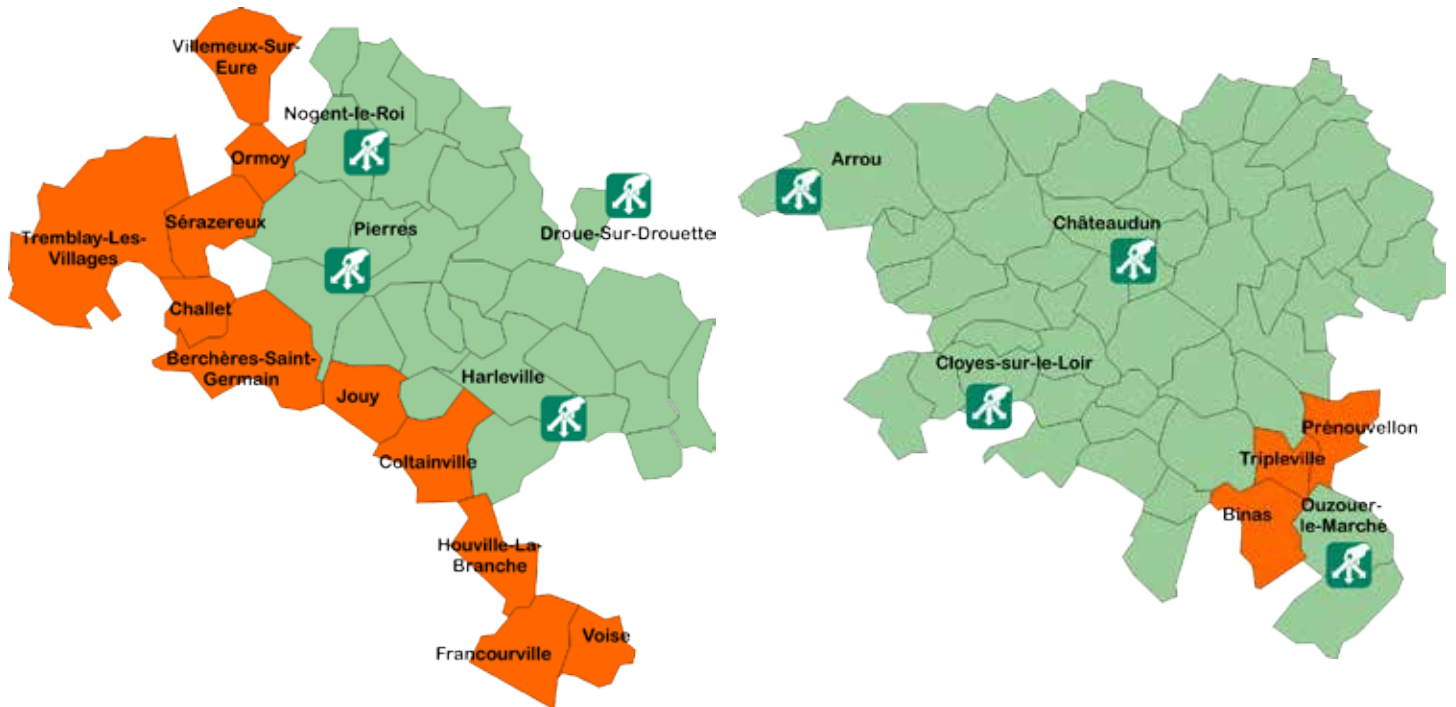 Villemeux-Sur-
Eure
Nogent-le-Roi
Ormoy
Sérazereux
Tremblay-Les-
Villages
Pierres
Droue-Sur-Drouette
Challet
Berchères-Saint-
Germain
Jouy
Harleville
Coltainville
Houville-La-
Branche
Francourville
Voise
Arrou
Châteaudun
Cloyes-sur-le-Loir
Prénouvellon
Tripleville
Binas
Ouzouer-
le-Marché